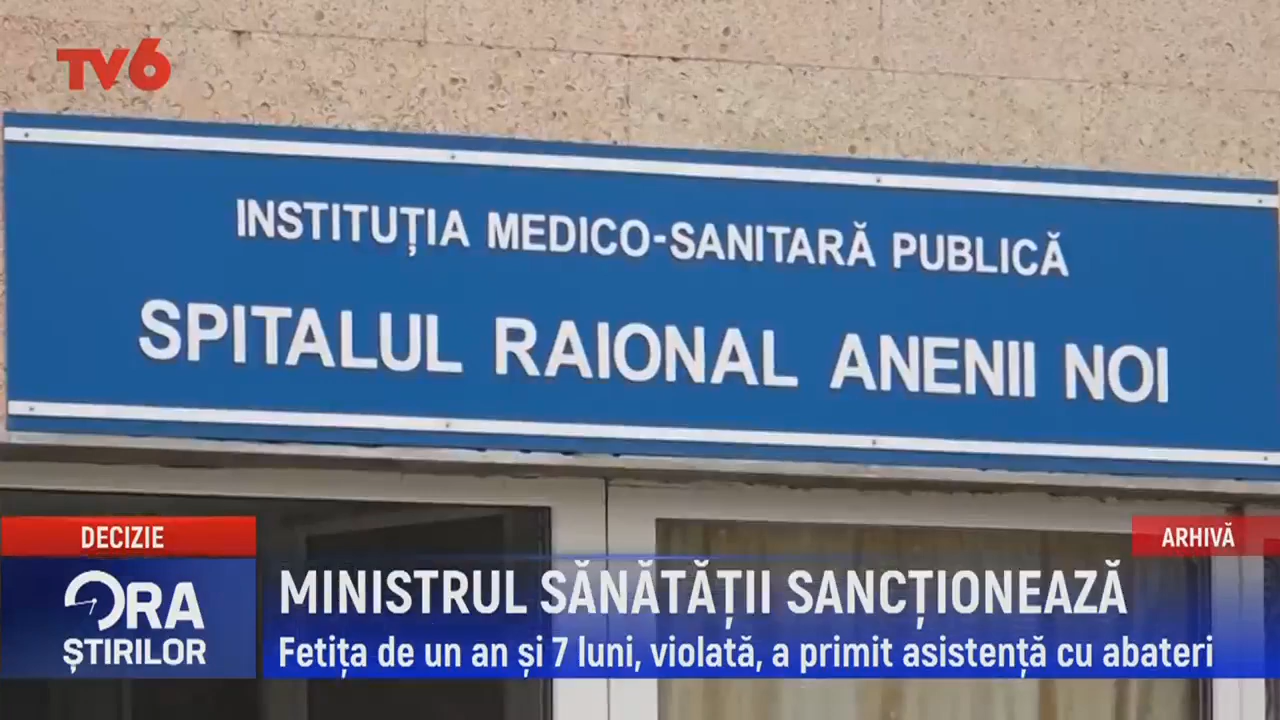 TV6
INSTITUȚIA MEDICO-SANITARĂ PUBLICĂ
SPITALUL RAIONAL ANENII NOI
DECIZIE
ARHIVĂ
ORA
ȘTIRILOR
MINISTRUL SĂNĂTĂȚII SANCȚIONEAZĂ
Fetița de un an și 7 luni, violată, a primit asistență cu abateri